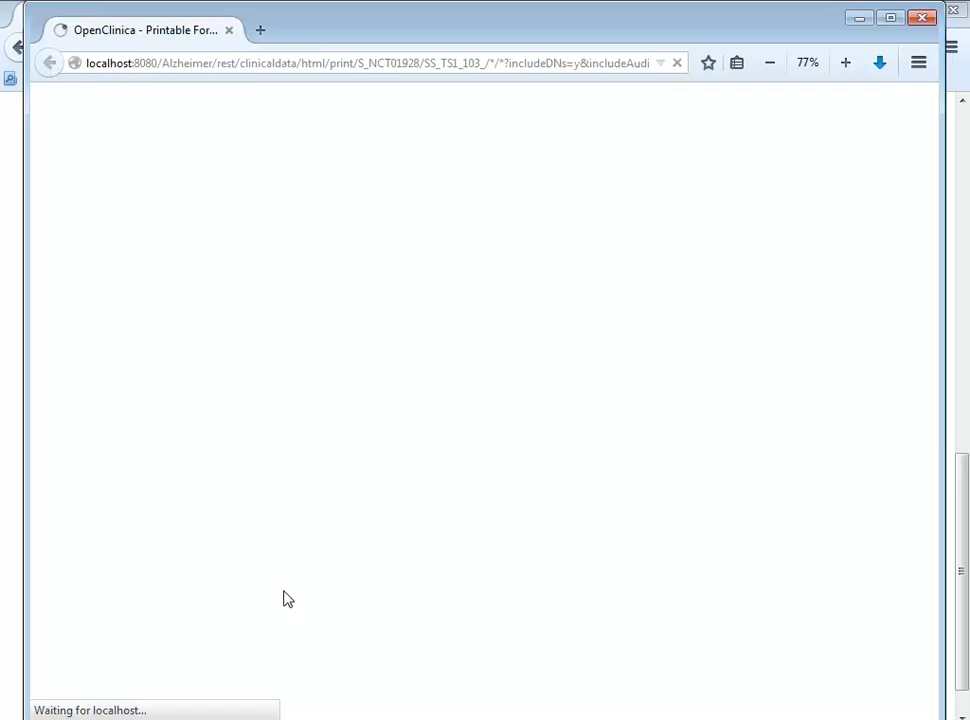 OpenClinica - Printable For...
localhost:8080/Alzheimer/rest/clinicaldata/html/print/S_NCT01928/SS_TS1_103_/*/*?includeDNs=y&includeAudi
77%
Waiting for localhost...